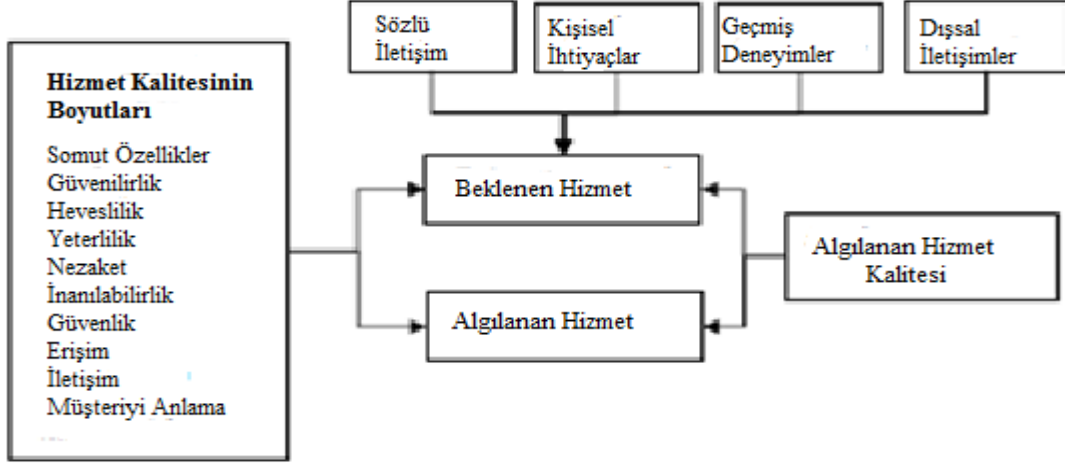 Sözlü
İletişim
Kişisel
İhtiyaçlar
Geçmiş
Deneyimler
Dışsal
İletişimler
Hizmet Kalitesinin
Boyutları
Somut Özellikler
Güvenilirlik
Heveslilik
Yeterlilik
Nezaket
İnanılabilirlik
Güvenlik
Erişim
İletişim
Müşteriyi Anlama
Beklenen Hizmet
Algılanan Hizmet
Algılanan Hizmet
Kalitesi